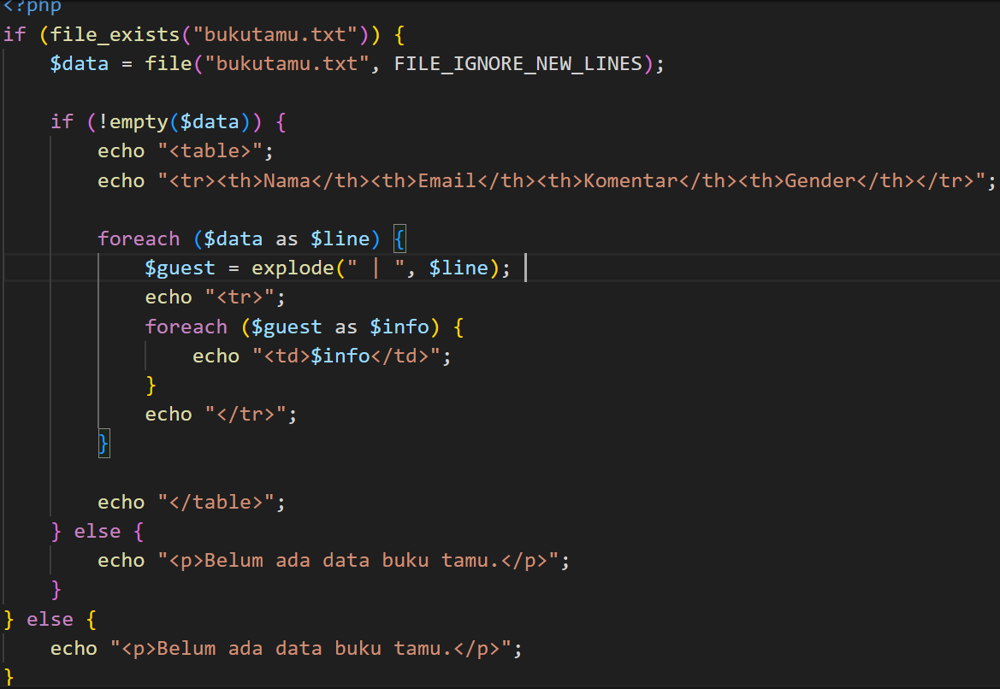 <?php
if (file_exists("bukutamu.txt")) {
    $data = file("bukutamu.txt", FILE_IGNORE_NEW_LINES);

    if (!empty($data)) {
        echo "<table>";
        echo "<tr><th>Nama</th><th>Email</th><th>Komentar</th><th>Gender</th></tr>";

        foreach ($data as $line) {
            $guest = explode(" | ", $line);
            echo "<tr>";
            foreach ($guest as $info) {
                echo "<td>$info</td>";
            }
            echo "</tr>";
        }

        echo "</table>";
    } else {
        echo "<p>Belum ada data buku tamu.</p>";
    }
} else {
    echo "<p>Belum ada data buku tamu.</p>";
}